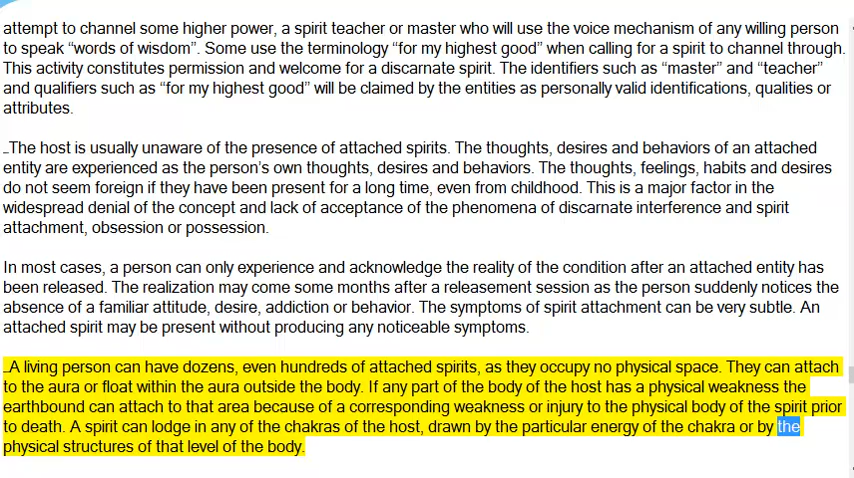 attempt to channel some higher power, a spirit teacher or master who will use the voice mechanism of any willing person
to speak “words of wisdom”. Some use the terminology “for my highest good” when calling for a spirit to channel through.
This activity constitutes permission and welcome for a discarnate spirit. The identifiers such as “master” and “teacher”
and qualifiers such as “for my highest good” will be claimed by the entities as personally valid identifications, qualities or
attributes.

_The host is usually unaware of the presence of attached spirits. The thoughts, desires and behaviors of an attached
entity are experienced as the person’s own thoughts, desires and behaviors. The thoughts, feelings, habits and desires
do not seem foreign if they have been present for a long time, even from childhood. This is a major factor in the
widespread denial of the concept and lack of acceptance of the phenomena of discarnate interference and spirit
attachment, obsession or possession.

In most cases, a person can only experience and acknowledge the reality of the condition after an attached entity has
been released. The realization may come some months after a releasement session as the person suddenly notices the
absence of a familiar attitude, desire, addiction or behavior. The symptoms of spirit attachment can be very subtle. An
attached spirit may be present without producing any noticeable symptoms.

_A living person can have dozens, even hundreds of attached spirits, as they occupy no physical space. They can attach
to the aura or float within the aura outside the body. If any part of the body of the host has a physical weakness the
earthbound can attach to that area because of a corresponding weakness or injury to the physical body of the spirit prior
to death. A spirit can lodge in any of the chakras of the host, drawn by the particular energy of the chakra or by the
physical structures of that level of the body.